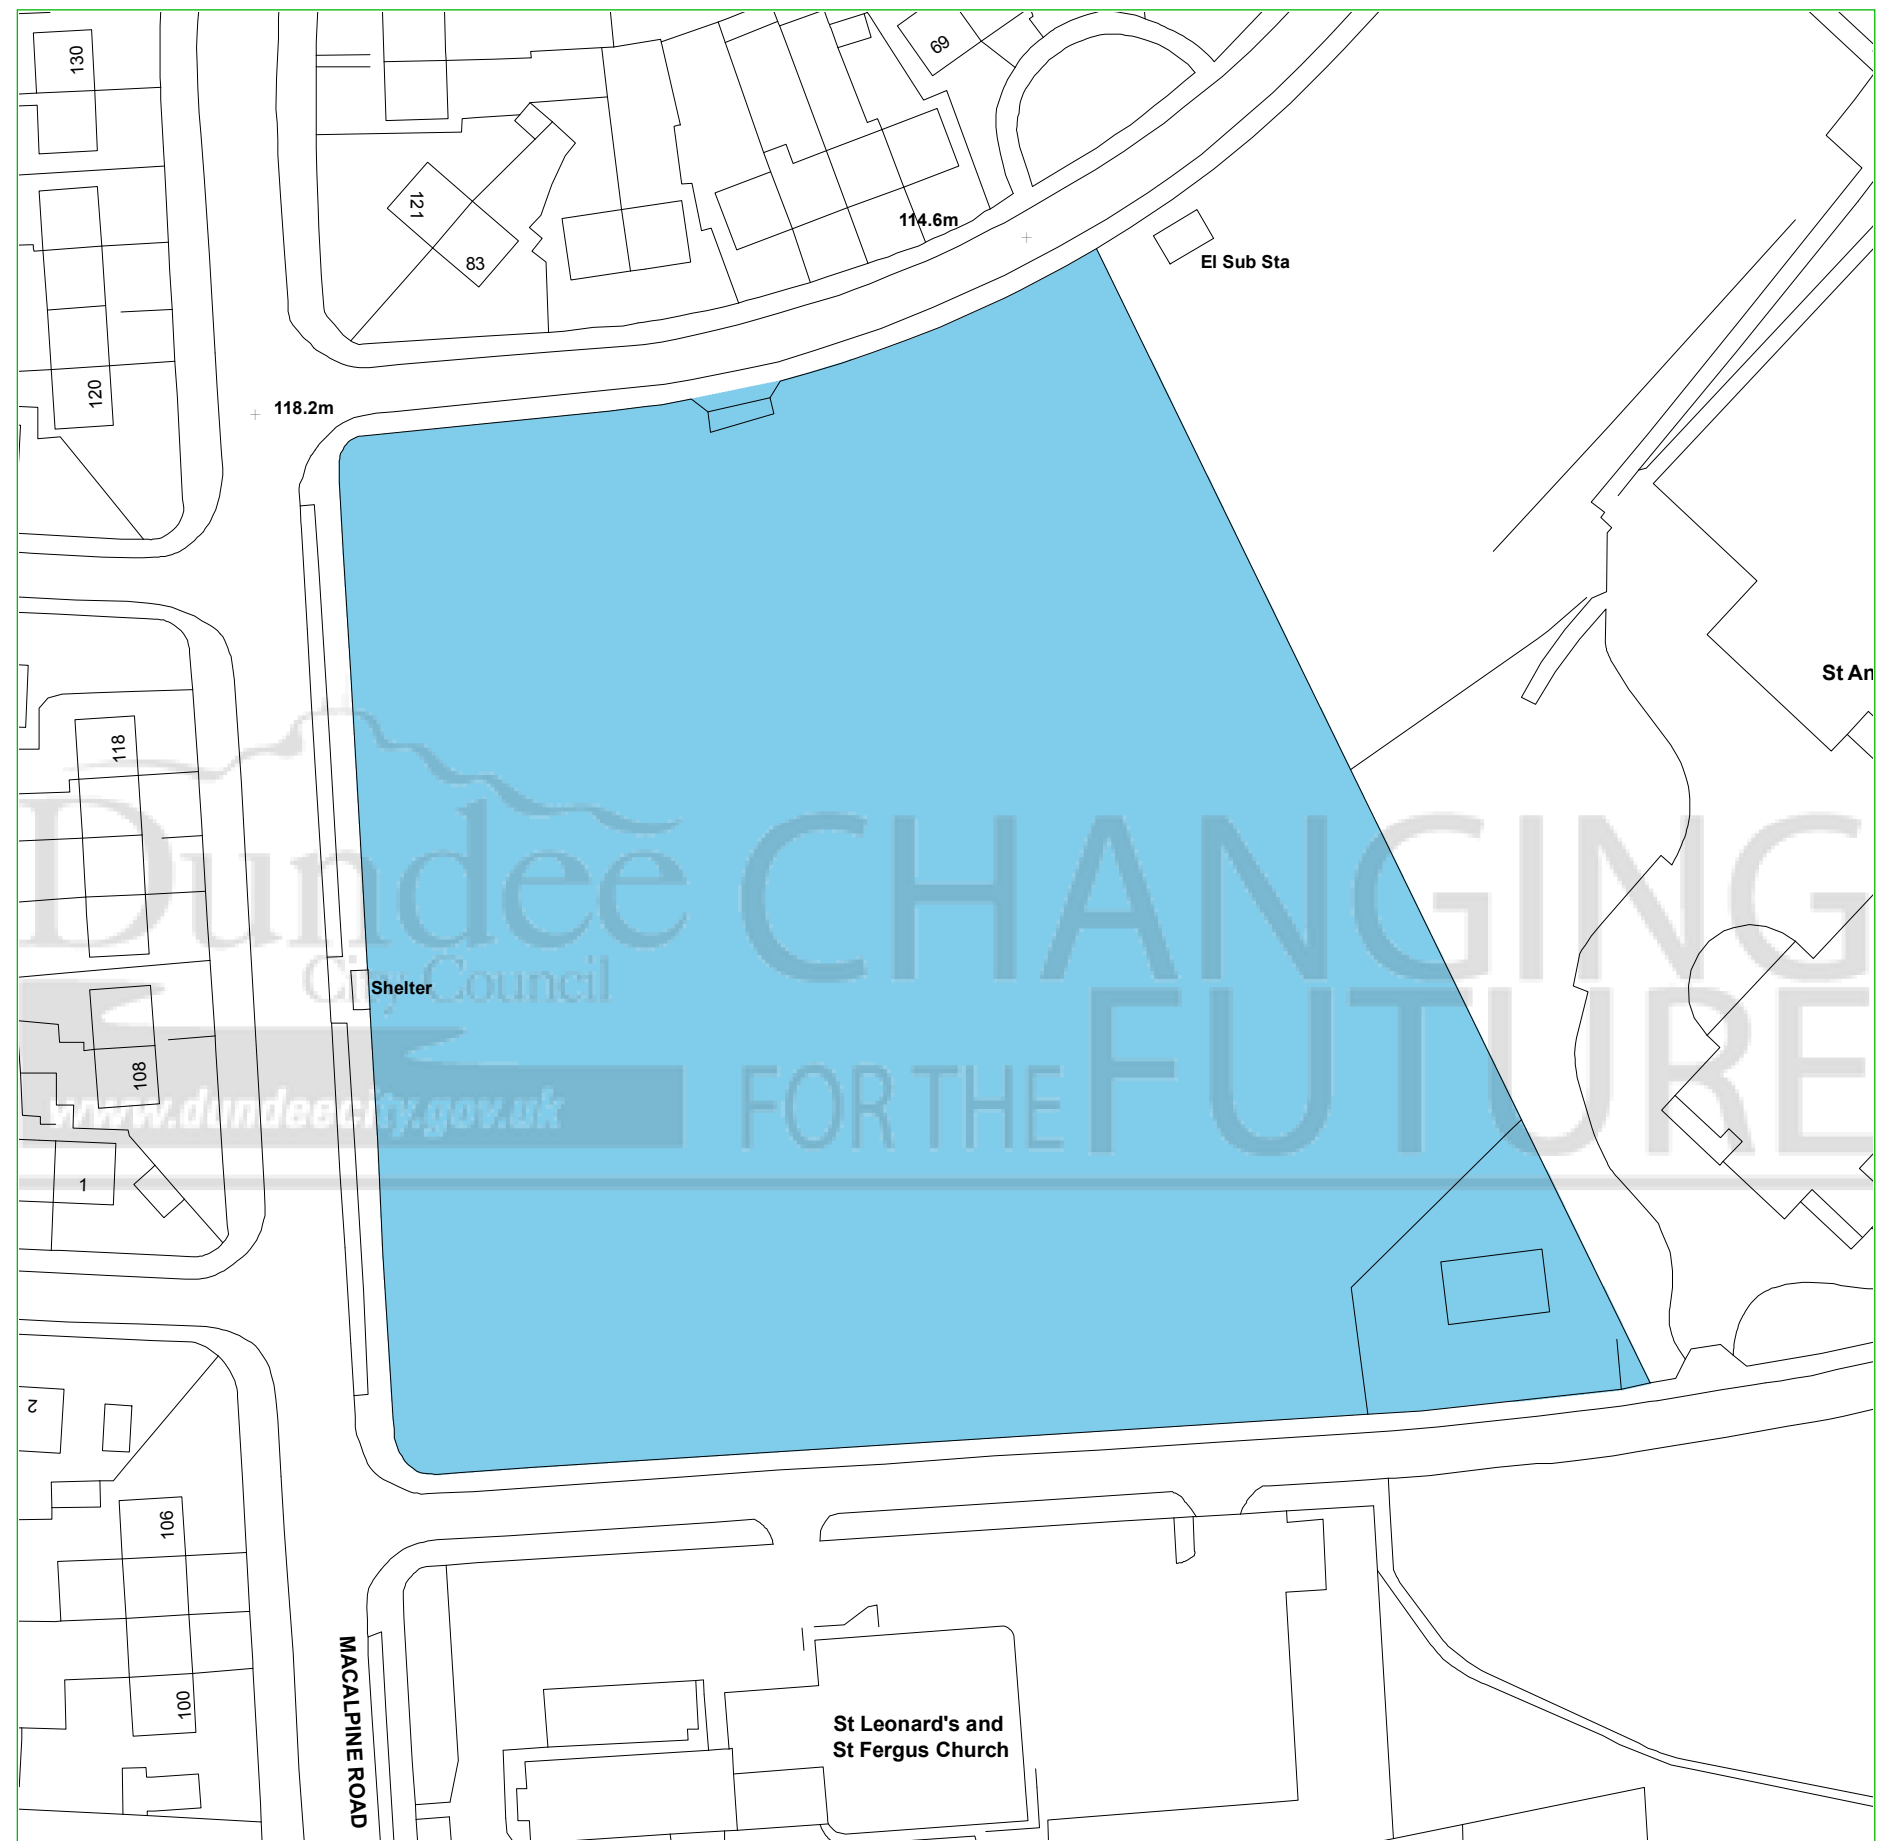 130
69
121
83
114.6m
El Sub Sta
120
118.2m
St An
118
Dundee
City Council
CHANGING
FOR THE FUTURE
Shelter
108
www.dundeecity.gov.uk
1
2
106
100
MACALPINE ROAD
St Leonard's and
St Fergus Church